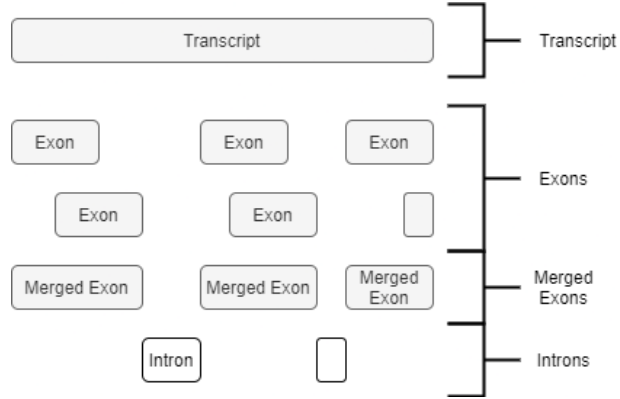 Transcript
Transcript
Exon
Exon
Exon
Exons
Exon
Exon
Merged Exon
Merged Exon
Merged
Exon
Merged
Exons
Intron
Introns